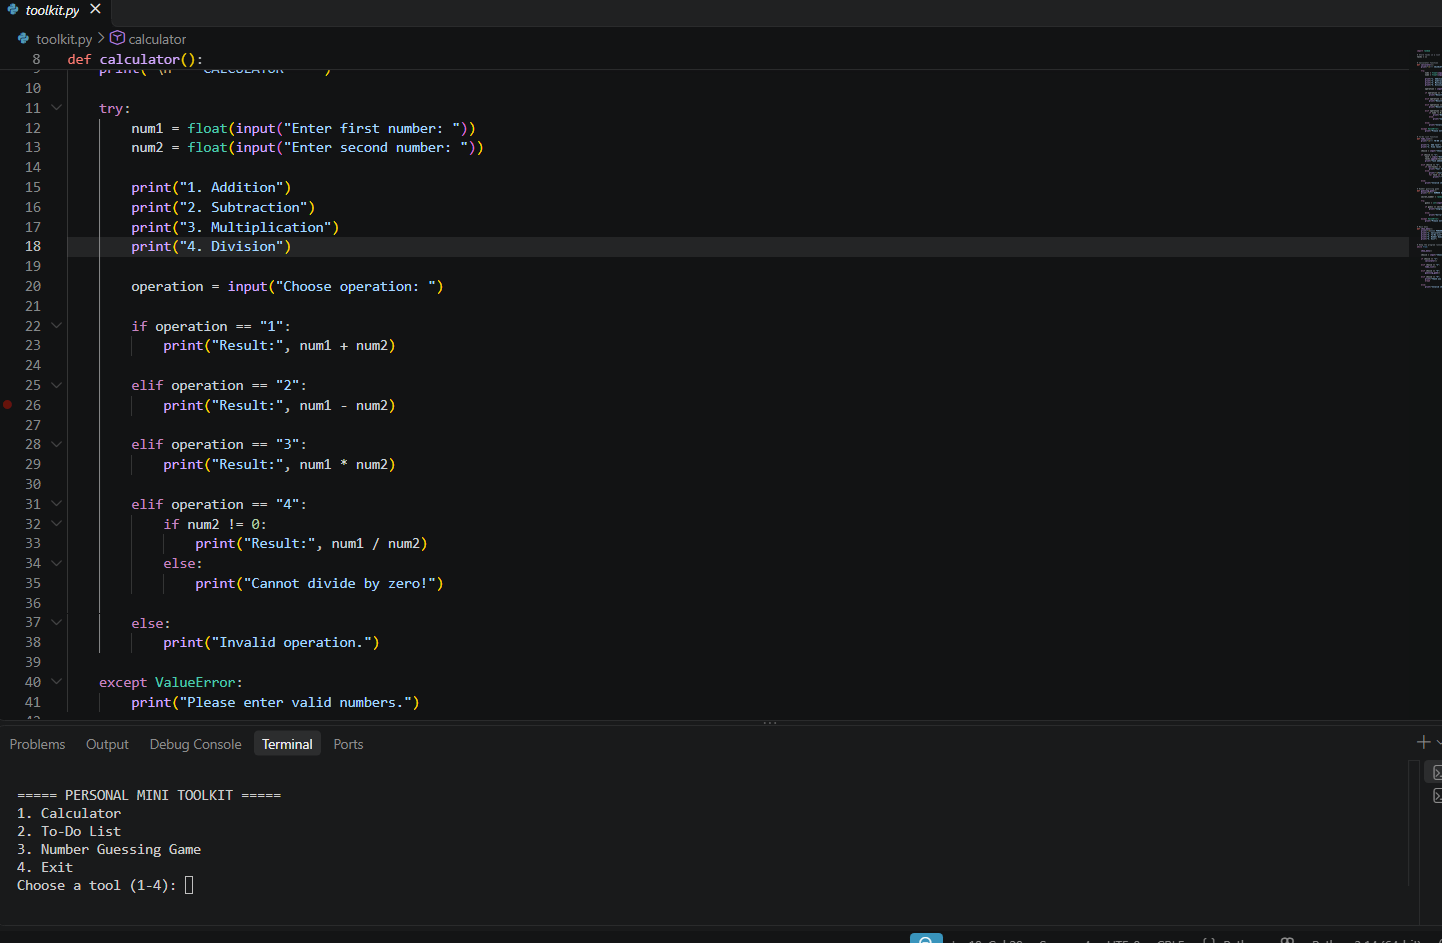 toolkit.py
toolkit.py > calculator
8 def calculator():
10
11 try:
12 num1 = float(input("Enter first number: "))
13 num2 = float(input("Enter second number: "))
14
15 print("1. Addition")
16 print("2. Subtraction")
17 print("3. Multiplication")
18 print("4. Division")
19
20 operation = input("Choose operation: ")
21
22 if operation == "1":
23 print("Result:", num1 + num2)
24
25 elif operation == "2":
26 print("Result:", num1 - num2)
27
28 elif operation == "3":
29 print("Result:", num1 * num2)
30
31 elif operation == "4":
32 if num2 != 0:
33 print("Result:", num1 / num2)
34 else:
35 print("Cannot divide by zero!")
36
37 else:
38 print("Invalid operation.")
39
40 except ValueError:
41 print("Please enter valid numbers.")
Problems Output Debug Console Terminal Ports
===== PERSONAL MINI TOOLKIT =====
1. Calculator
2. To-Do List
3. Number Guessing Game
4. Exit
Choose a tool (1-4):